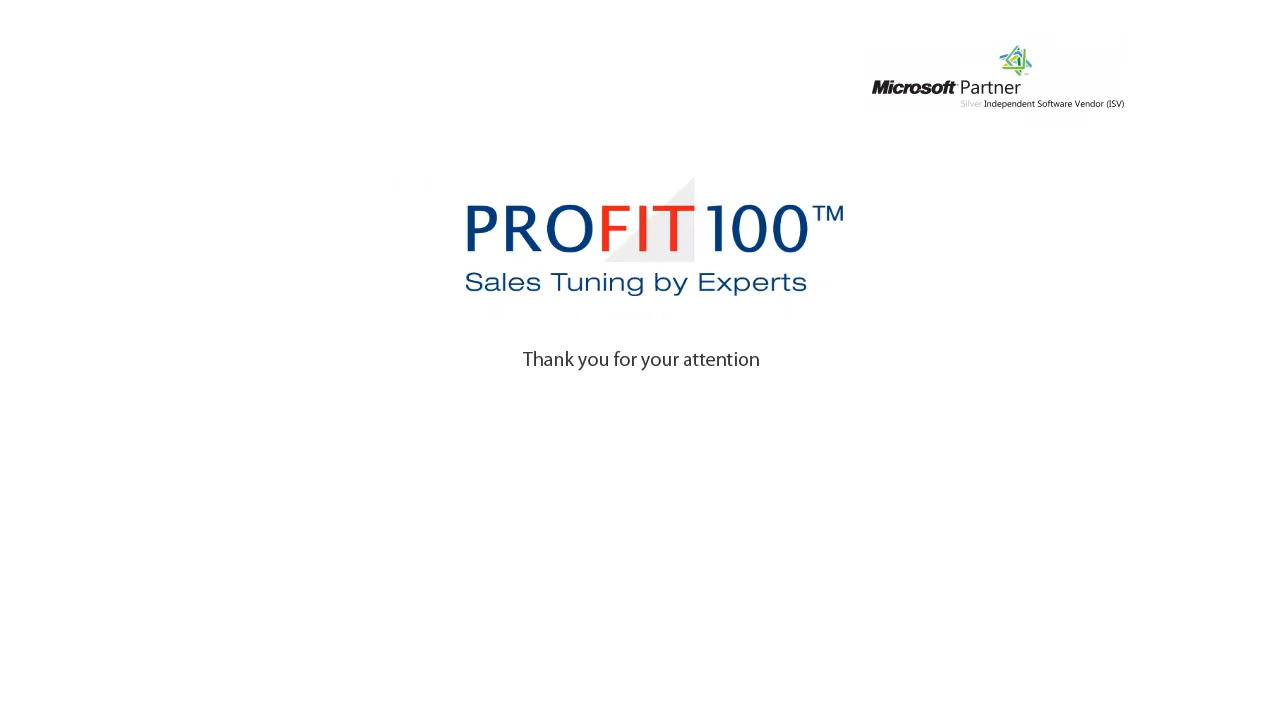 Microsoft Partner
Silver Independent Software Vendor (ISV)
PROFIT 100™
Sales Tuning by Experts
Thank you for your attention